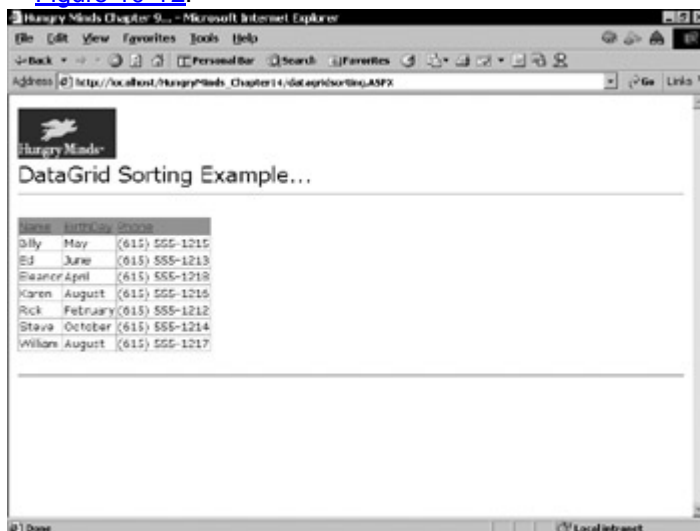 Figure 10-12.
Hungry Minds Chapter 9... - Microsoft Internet Explorer
File Edit View Favorites Tools Help
Back Personal Bar Search Favorites
Address http://localhost/HungryMinds_Chapter14/datagridsorting.ASPX Go Links
Hungry Minds
DataGrid Sorting Example...
Name BirthDay Phone
Billy May (615) 555-1215
Ed June (615) 555-1213
Eleanor April (615) 555-1218
Karen August (615) 555-1216
Rick February (615) 555-1212
Steve October (615) 555-1214
William August (615) 555-1217
Done Local intranet